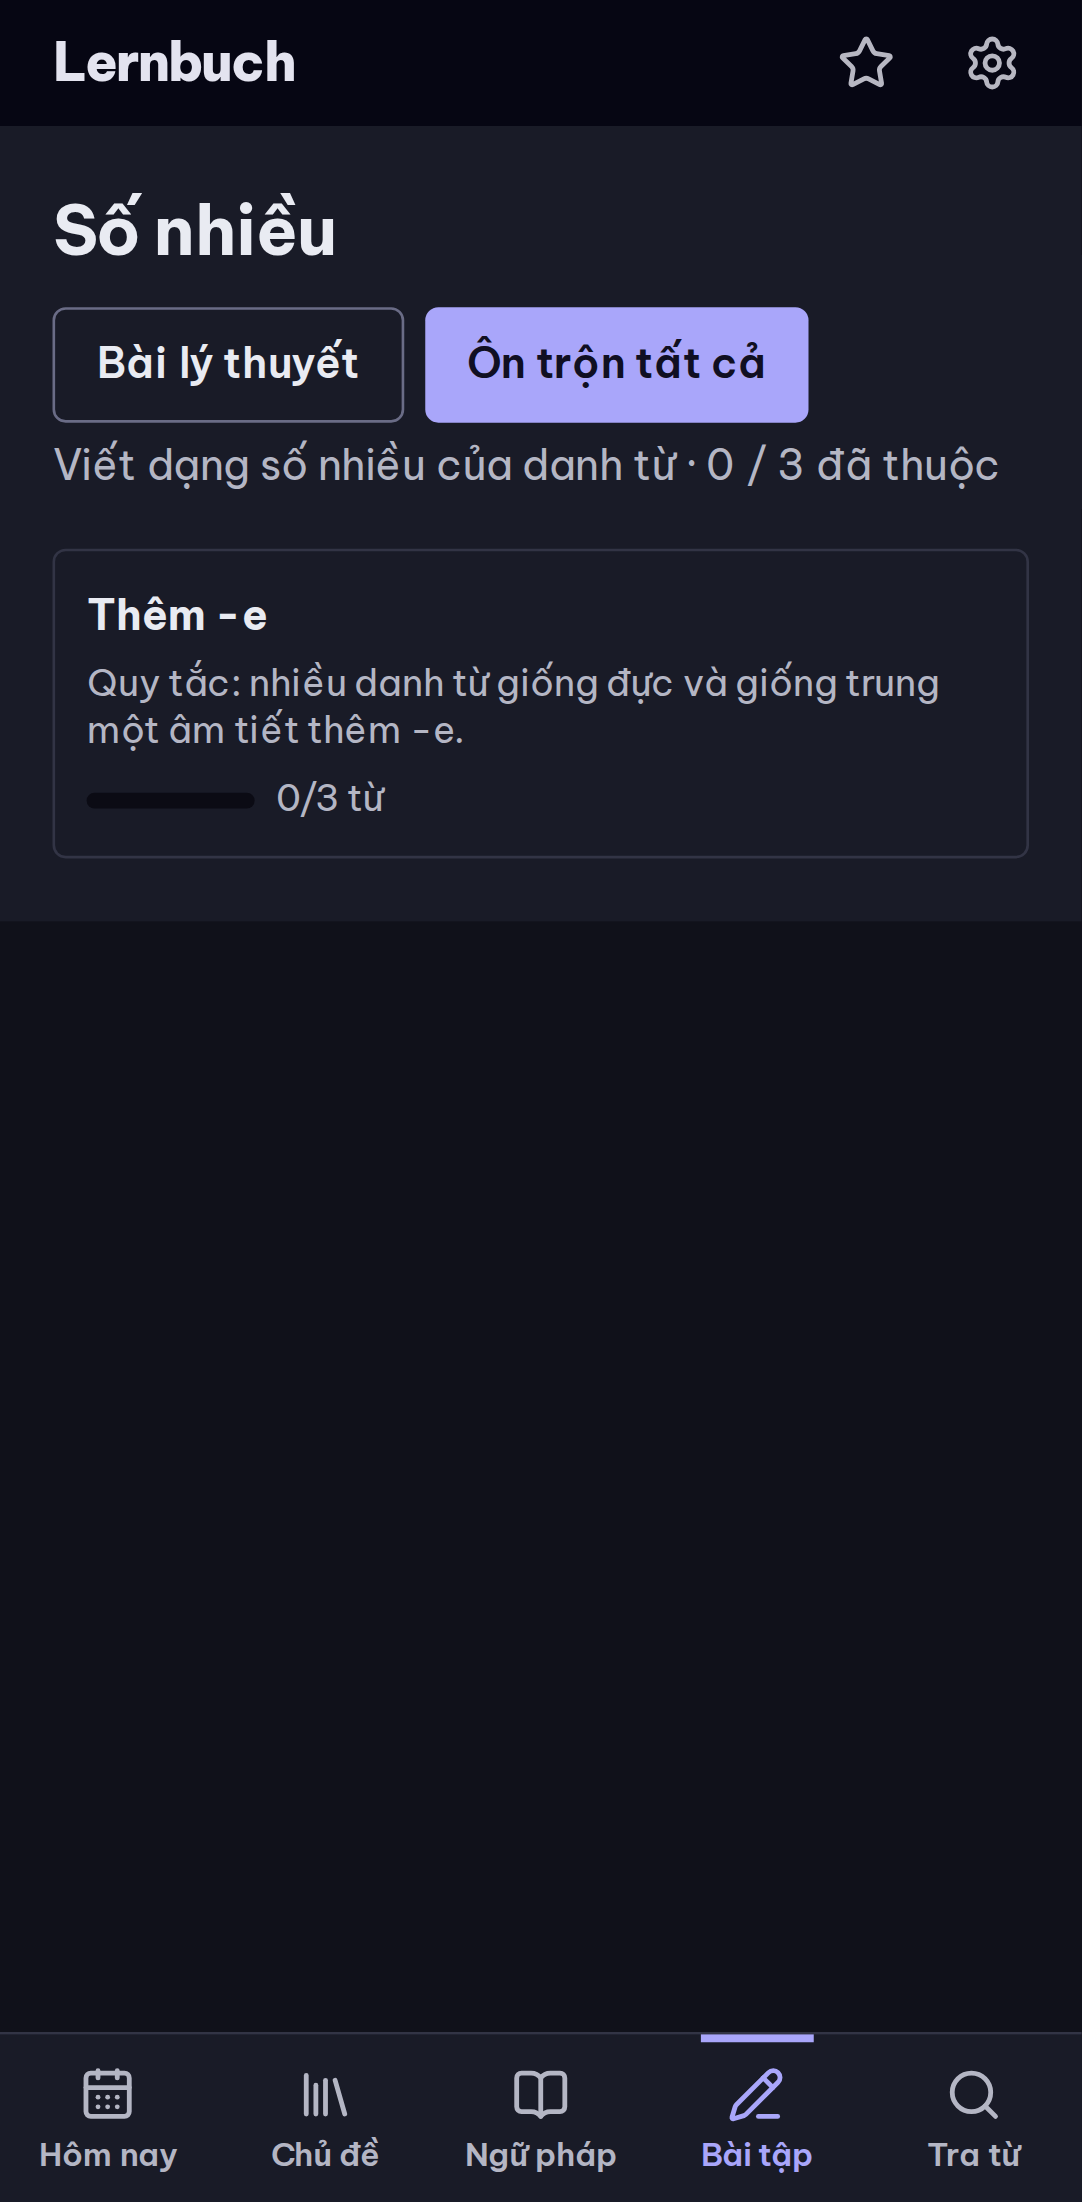 Lernbuch
Số nhiều
Bài lý thuyết
Ôn trộn tất cả
Viết dạng số nhiều của danh từ · 0 / 3 đã thuộc
Thêm -e
Quy tắc: nhiều danh từ giống đực và giống trung
một âm tiết thêm -e.
0/3 từ
Hôm nay
Chủ đề
Ngữ pháp
Bài tập
Tra từ